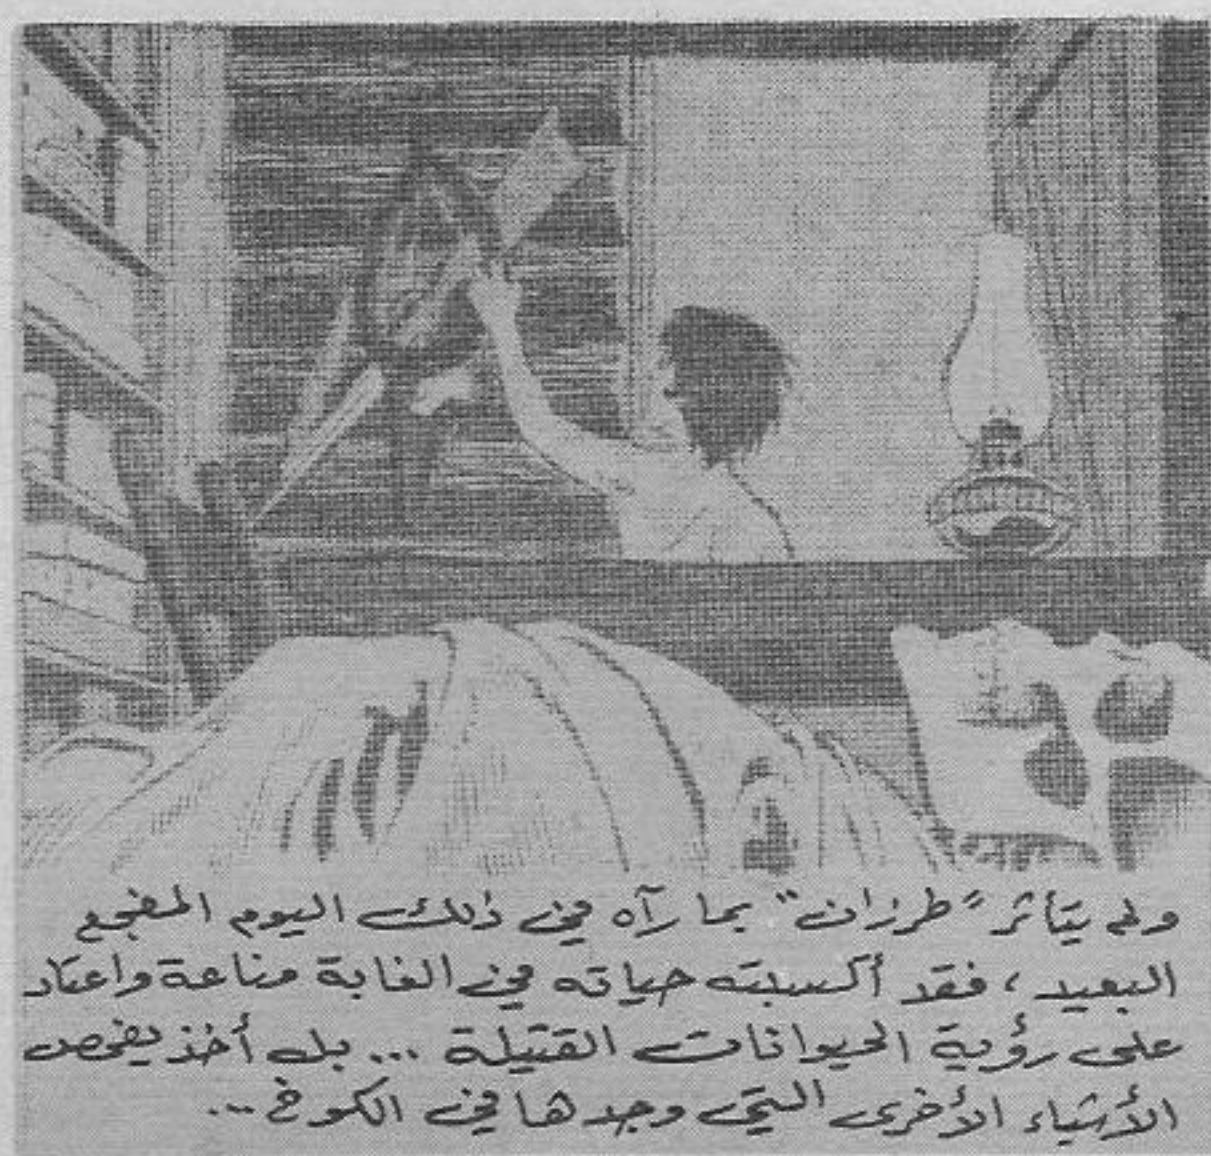 ولم يتأثر "طرزان" بما رآه في ذلك اليوم المفجع
البعيد، فقد أكسبته حياته في الغابة مناعة واعتاد
على رؤية الحيوانات القتيلة ... بل أخذ يفحص
الأشياء الأخرى التي وجدها في الكوخ ...